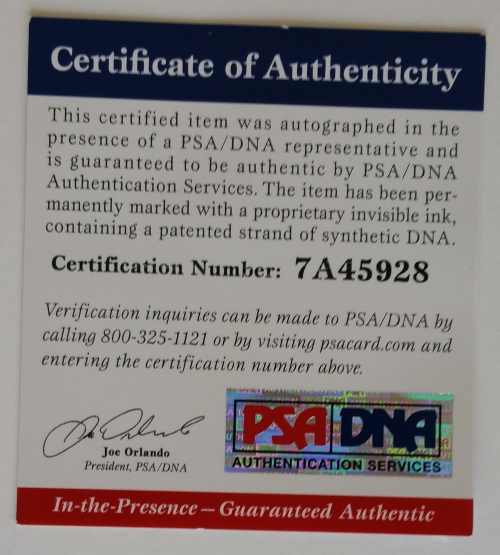 Certificate of Authenticity
This certified item was autographed in the
presence of a PSA/DNA representative and
is guaranteed to be authentic by PSA/DNA
Authentication Services. The item has been per-
manently marked with a proprietary invisible ink,
containing a patented strand of synthetic DNA.
Certification Number: 7A45928
Verification inquiries can be made to PSA/DNA by
calling 800-325-1121 or by visiting psacard.com and
entering the certification number above.
Joe Orlando
President, PSA/DNA
PSA DNA
AUTHENTICATION SERVICES
In-the-Presence – Guaranteed Authentic